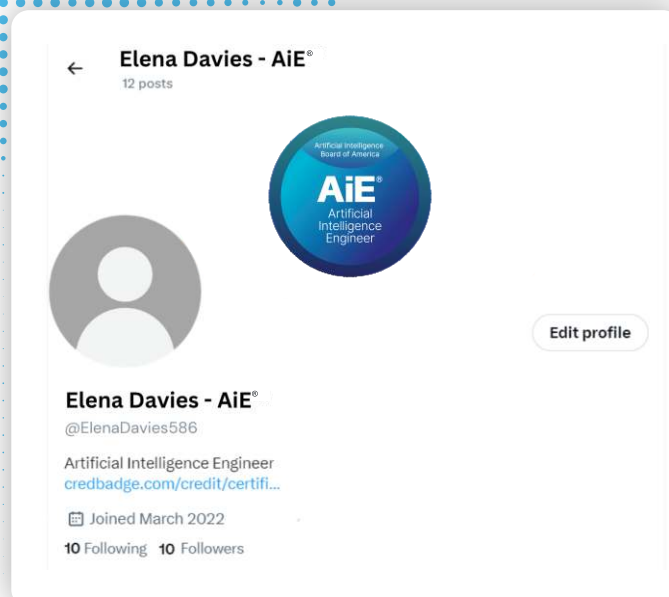 Elena Davies - AiE®
12 posts
Artificial Intelligence
Board of America
AiE®
Artificial
Intelligence
Engineer
Edit profile
Elena Davies - AiE®
@ElenaDavies586
Artificial Intelligence Engineer
credbadge.com/credit/certifi...
Joined March 2022
10 Following 10 Followers